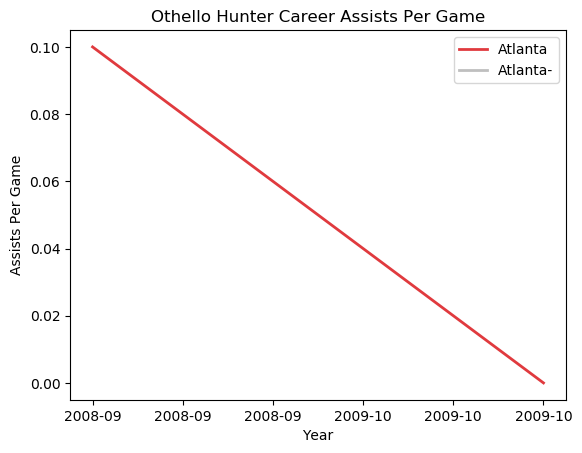 Othello Hunter Career Assists Per Game
Atlanta
Atlanta-
0.10
0.08
0.06
0.04
0.02
0.00
Assists Per Game
2008-09 2008-09 2008-09 2009-10 2009-10 2009-10
Year